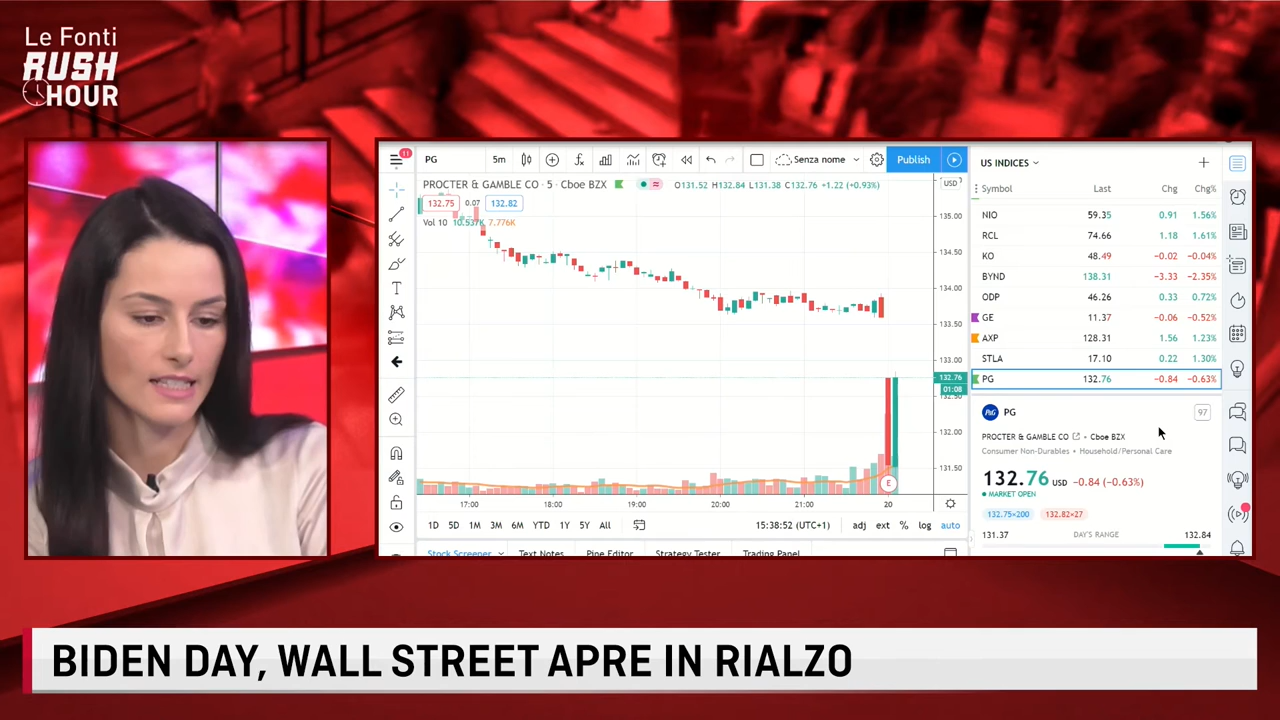 Le Fonti
RUSH
HOUR
11
PG
5m
Senza nome
Publish
PROCTER & GAMBLE CO · 5 · Cboe BZX
O131.52 H132.84 L131.38 C132.76 +1.22 (+0.93%)
132.75
0.07
132.82
Vol 10 10.537K 7.776K
USD
135.00
134.50
134.00
133.50
133.00
132.76
01:08
132.50
132.00
131.50
E
17:00
18:00
19:00
20:00
21:00
20
1D 5D 1M 3M 6M YTD 1Y 5Y All
15:38:52 (UTC+1)
adj ext % log auto
Stock Screener
Text Notes
Pine Editor
Strategy Tester
Trading Panel
US INDICES
Symbol Last Chg Chg%
NIO 59.35 0.91 1.56%
RCL 74.66 1.18 1.61%
KO 48.49 −0.02 −0.04%
BYND 138.31 −3.33 −2.35%
ODP 46.26 0.33 0.72%
GE 11.37 −0.06 −0.52%
AXP 128.31 1.56 1.23%
STLA 17.10 0.22 1.30%
PG 132.76 −0.84 −0.63%
P&G PG 97
PROCTER & GAMBLE CO • Cboe BZX
Consumer Non-Durables • Household/Personal Care
132.76 USD −0.84 (−0.63%)
MARKET OPEN
132.75×200 132.82×27
131.37 DAY'S RANGE 132.84
BIDEN DAY, WALL STREET APRE IN RIALZO